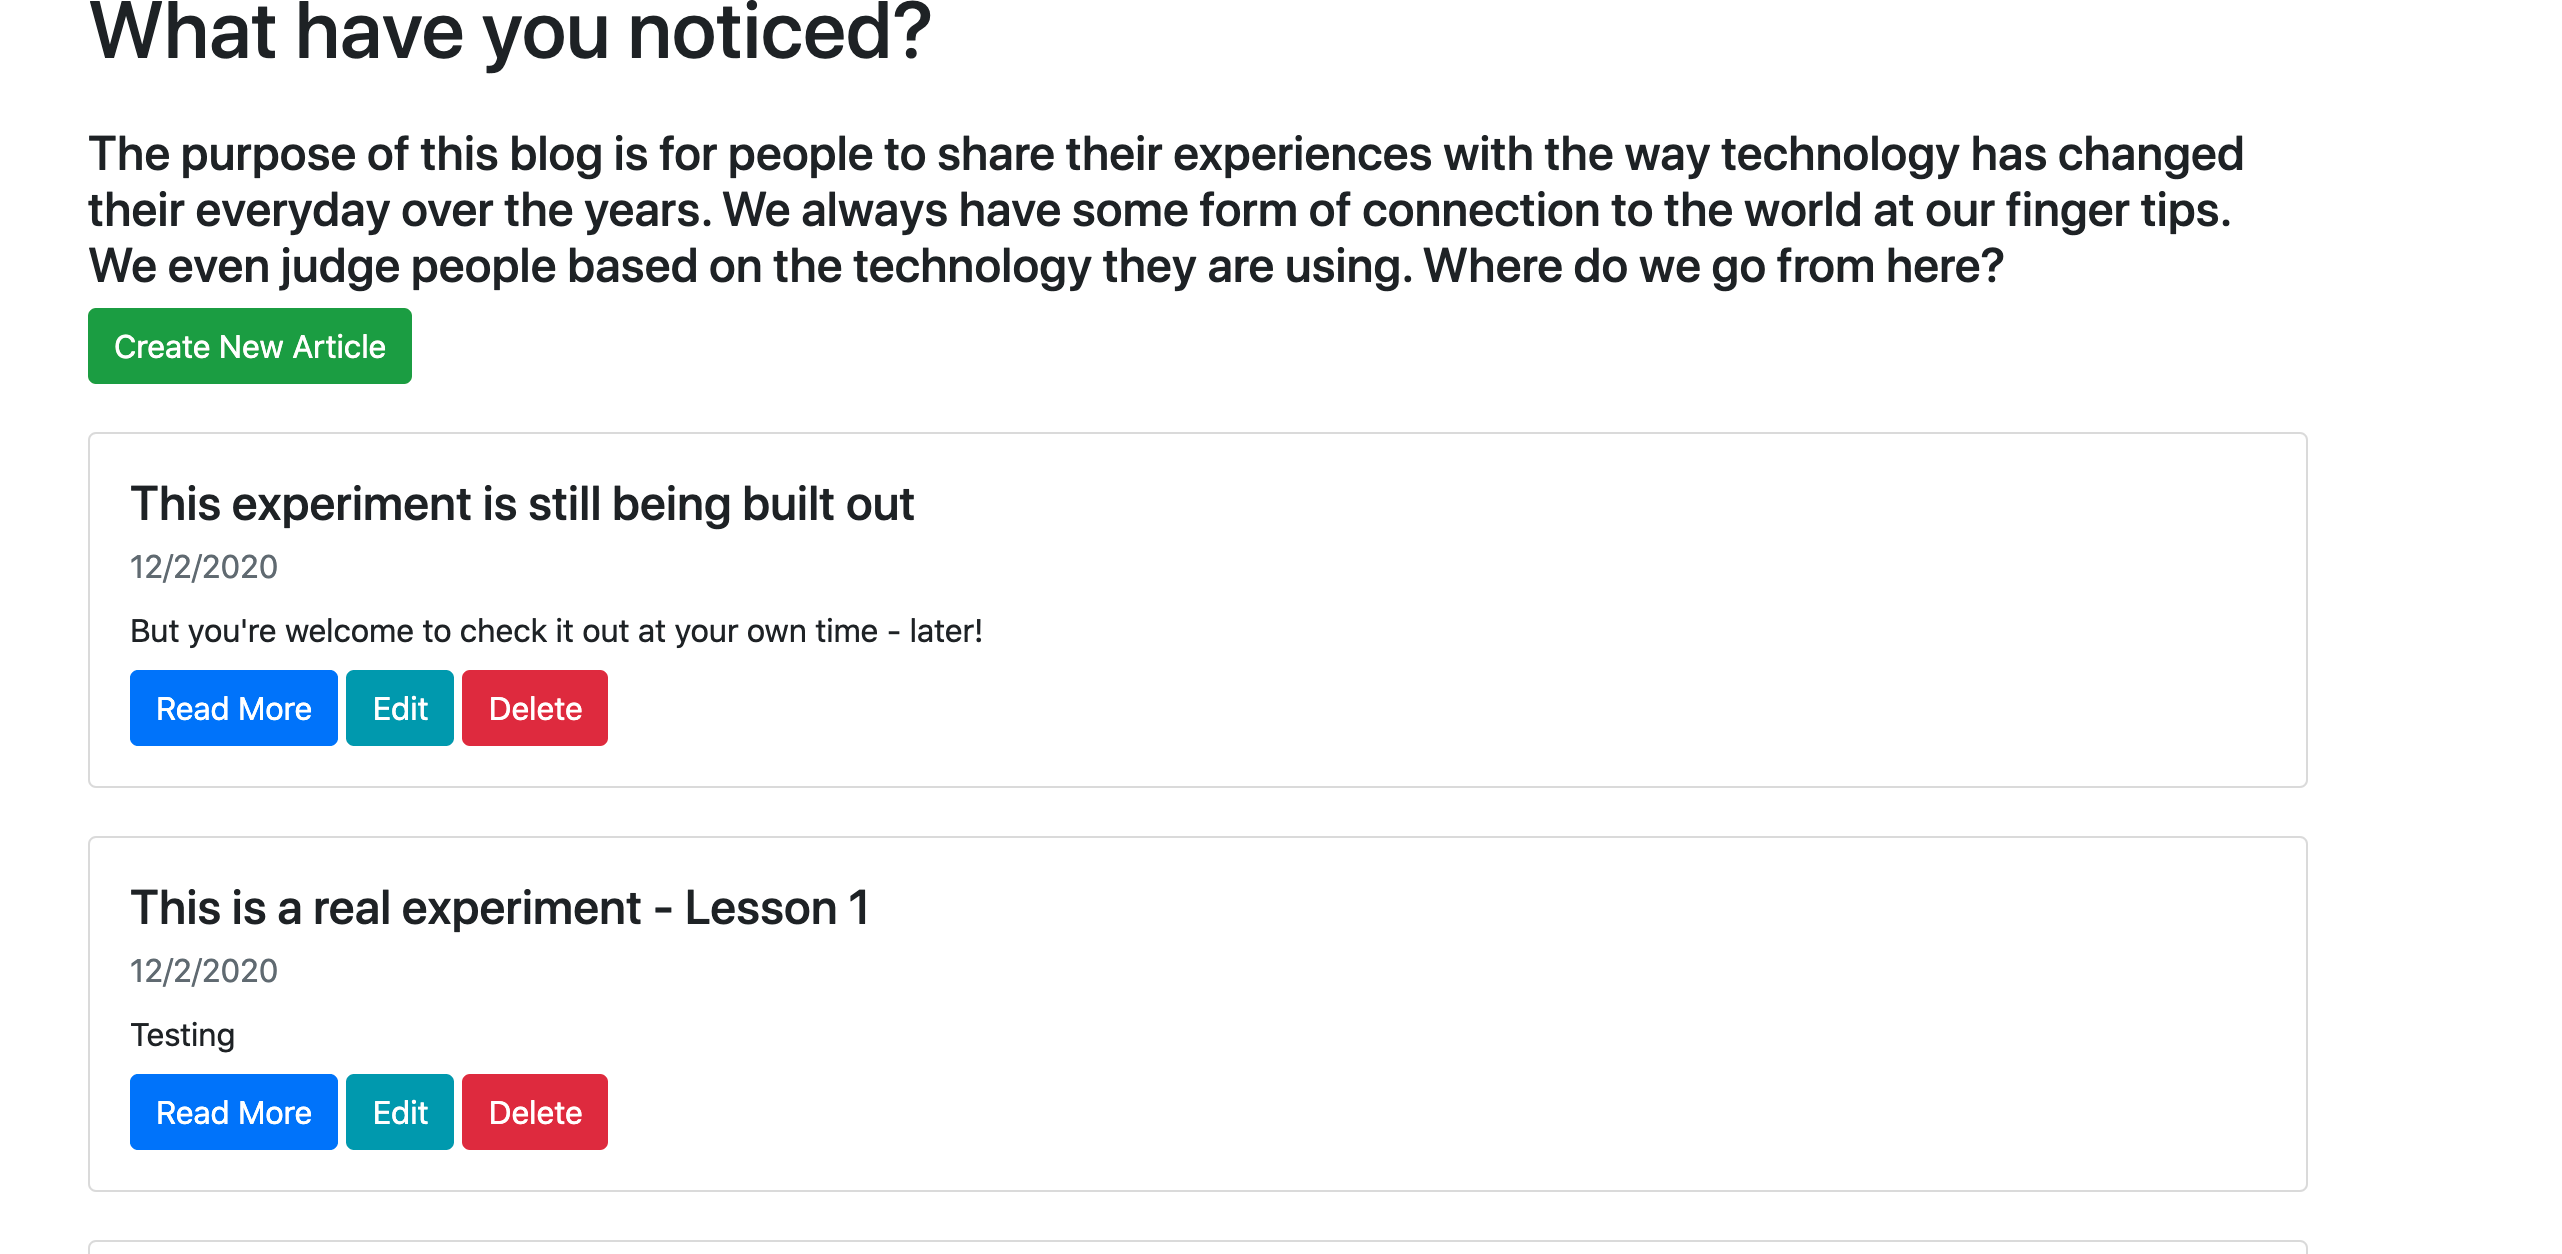 What have you noticed?
The purpose of this blog is for people to share their experiences with the way technology has changed
their everyday over the years. We always have some form of connection to the world at our finger tips.
We even judge people based on the technology they are using. Where do we go from here?
Create New Article
This experiment is still being built out
12/2/2020
But you're welcome to check it out at your own time - later!
Read More Edit Delete
This is a real experiment - Lesson 1
12/2/2020
Testing
Read More Edit Delete